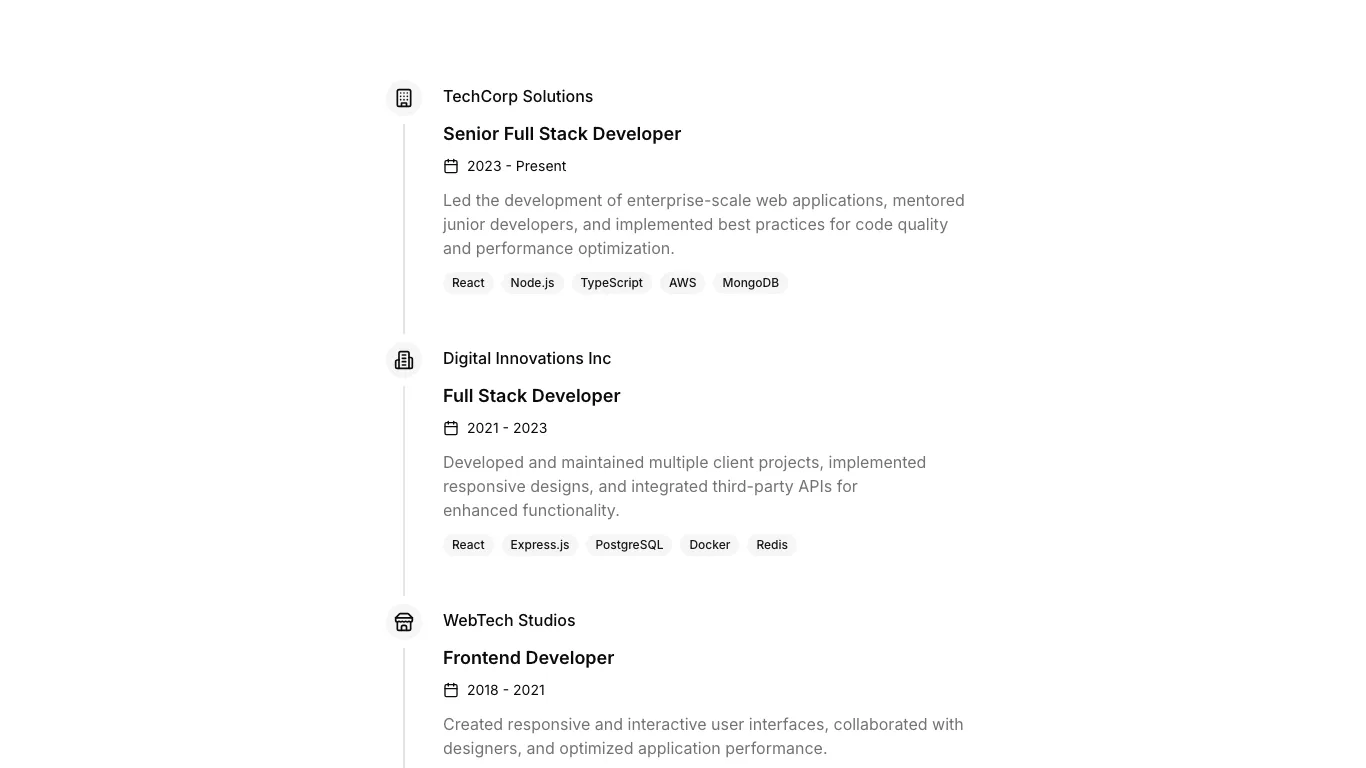 TechCorp Solutions
Senior Full Stack Developer
2023 - Present
Led the development of enterprise-scale web applications, mentored
junior developers, and implemented best practices for code quality
and performance optimization.
React Node.js TypeScript AWS MongoDB
Digital Innovations Inc
Full Stack Developer
2021 - 2023
Developed and maintained multiple client projects, implemented
responsive designs, and integrated third-party APIs for
enhanced functionality.
React Express.js PostgreSQL Docker Redis
WebTech Studios
Frontend Developer
2018 - 2021
Created responsive and interactive user interfaces, collaborated with
designers, and optimized application performance.